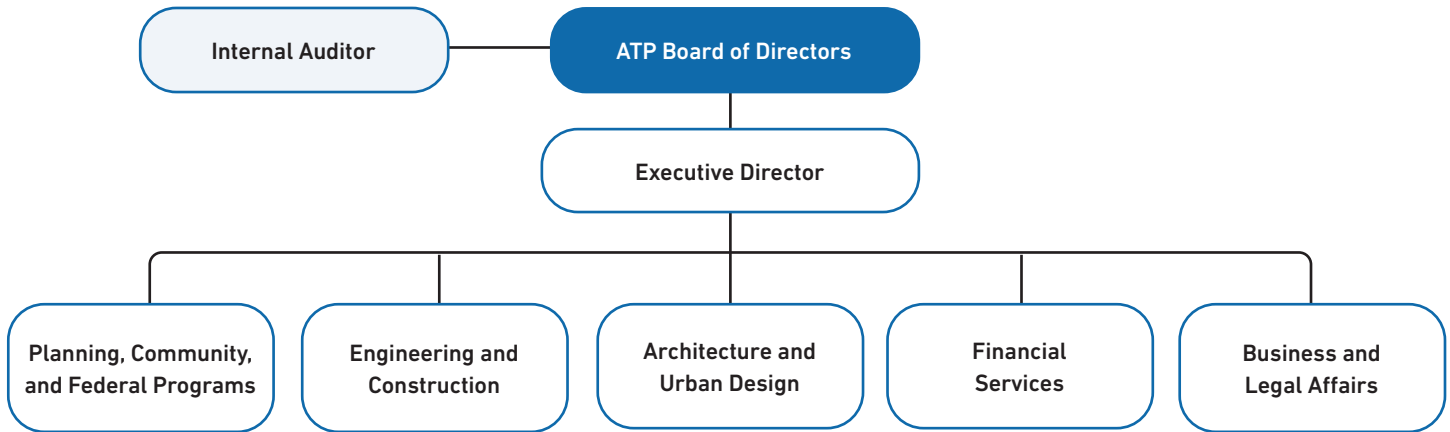 Internal Auditor
ATP Board of Directors
Executive Director
Planning, Community,
and Federal Programs
Engineering and
Construction
Architecture and
Urban Design
Financial
Services
Business and
Legal Affairs